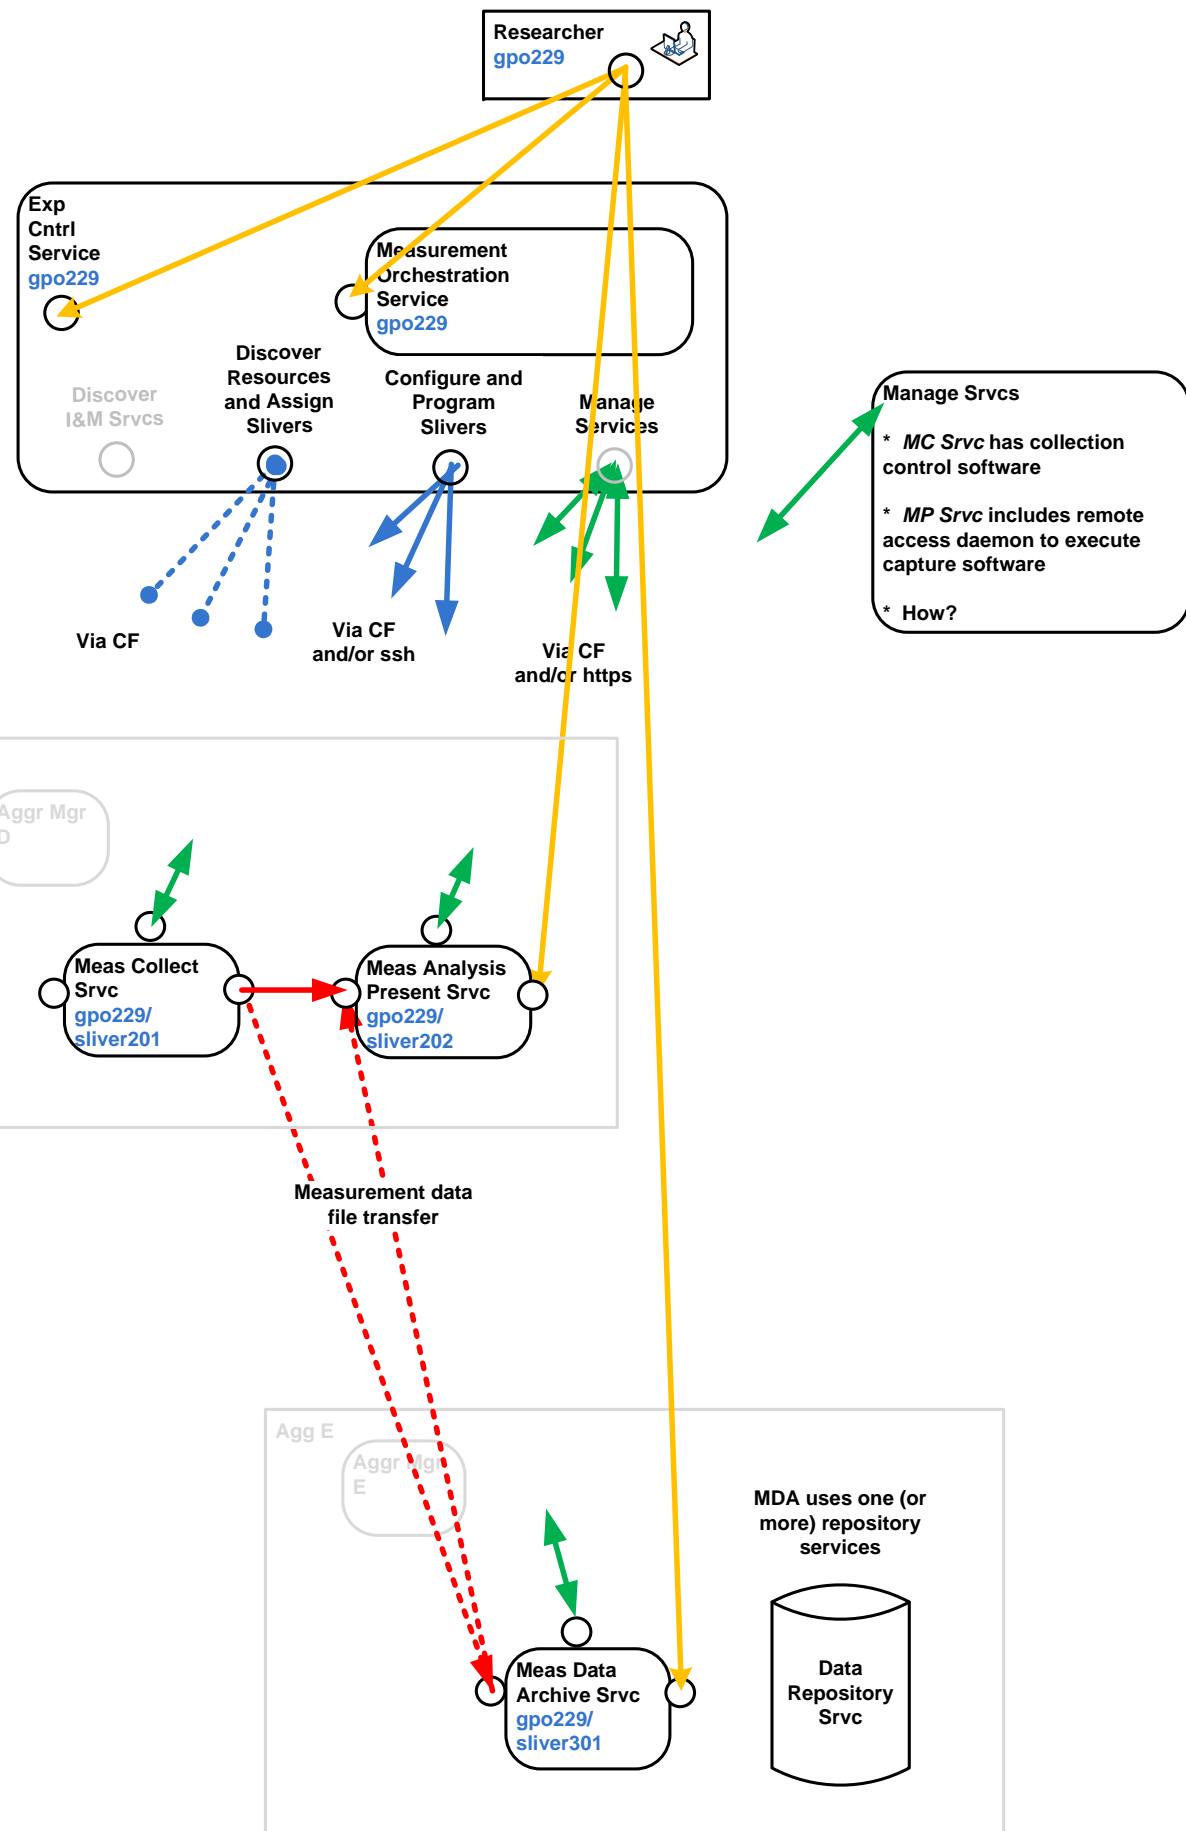 Researcher
gpo229
Exp
Cntrl
Service
gpo229
Measurement
Orchestration
Service
gpo229
Discover
I&M Srvcs
Discover
Resources
and Assign
Slivers
Configure and
Program
Slivers
Manage
Services
Manage Srvcs
* MC Srvc has collection
control software
* MP Srvc includes remote
access daemon to execute
capture software
* How?
Via CF
Via CF
and/or ssh
Via CF
and/or https
Aggr Mgr
D
Meas Collect
Srvc
gpo229/
sliver201
Meas Analysis
Present Srvc
gpo229/
sliver202
Measurement data
file transfer
Agg E
Aggr Mgr
E
MDA uses one (or
more) repository
services
Meas Data
Archive Srvc
gpo229/
sliver301
Data
Repository
Srvc